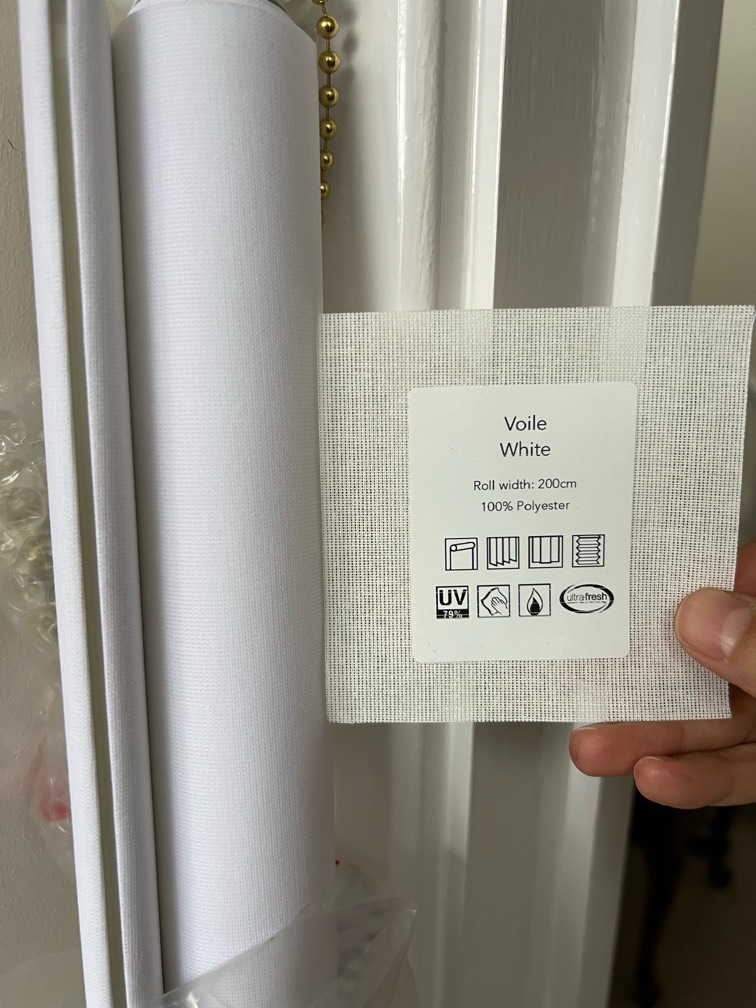 Voile
White
Roll width: 200cm
100% Polyester
UV
79%
ultra-fresh